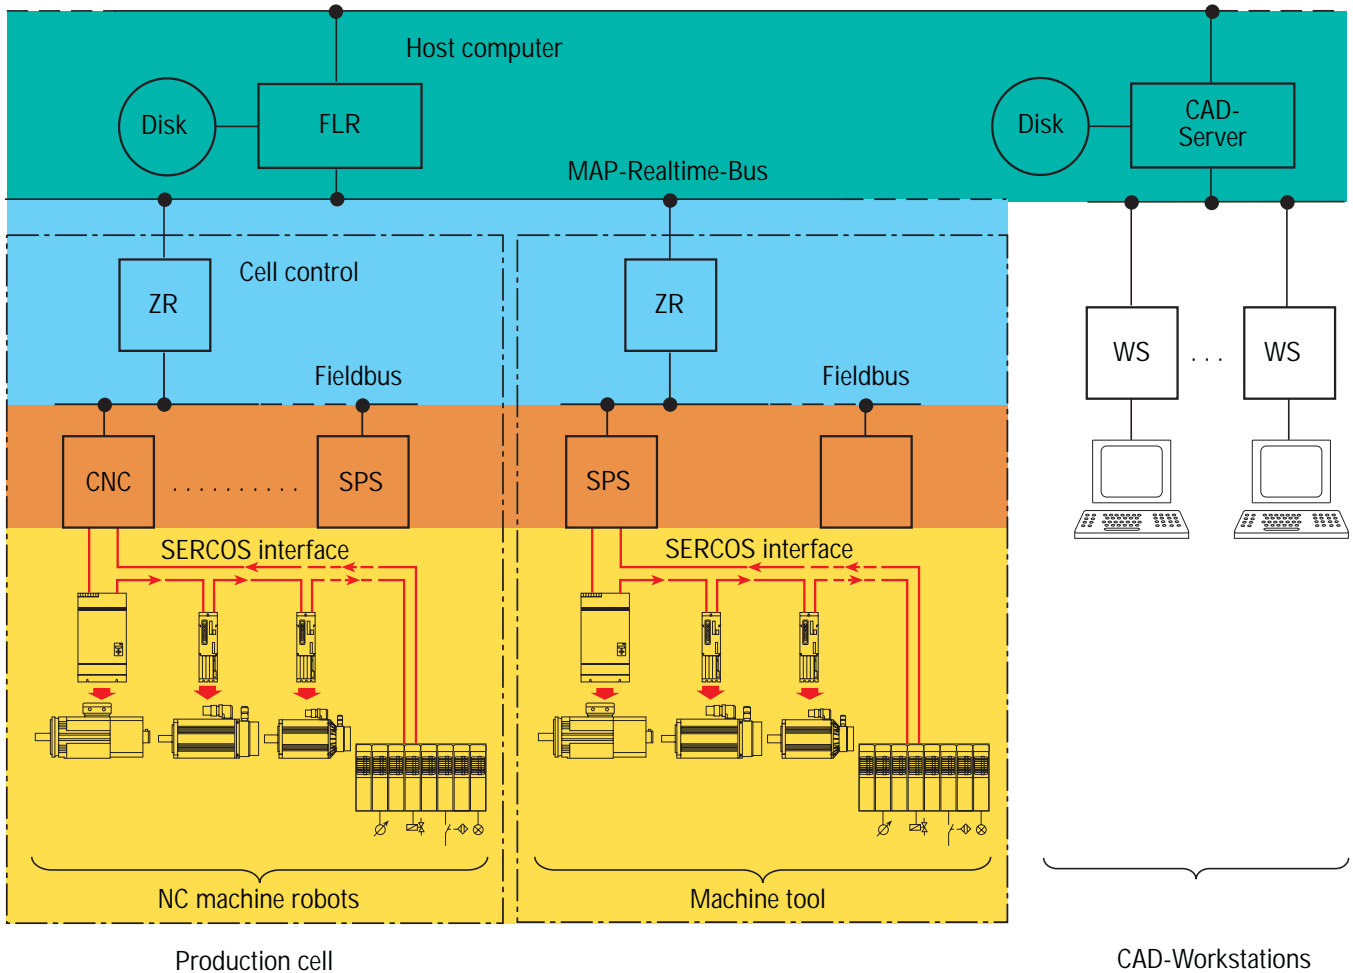 Host computer
Disk
FLR
Disk
CAD-
Server
MAP-Realtime-Bus
Cell control
ZR
ZR
WS
. . .
WS
Fieldbus
Fieldbus
CNC
. . . . . . . . . .
SPS
SPS
SERCOS interface
SERCOS interface
NC machine robots
Machine tool
Production cell
CAD-Workstations